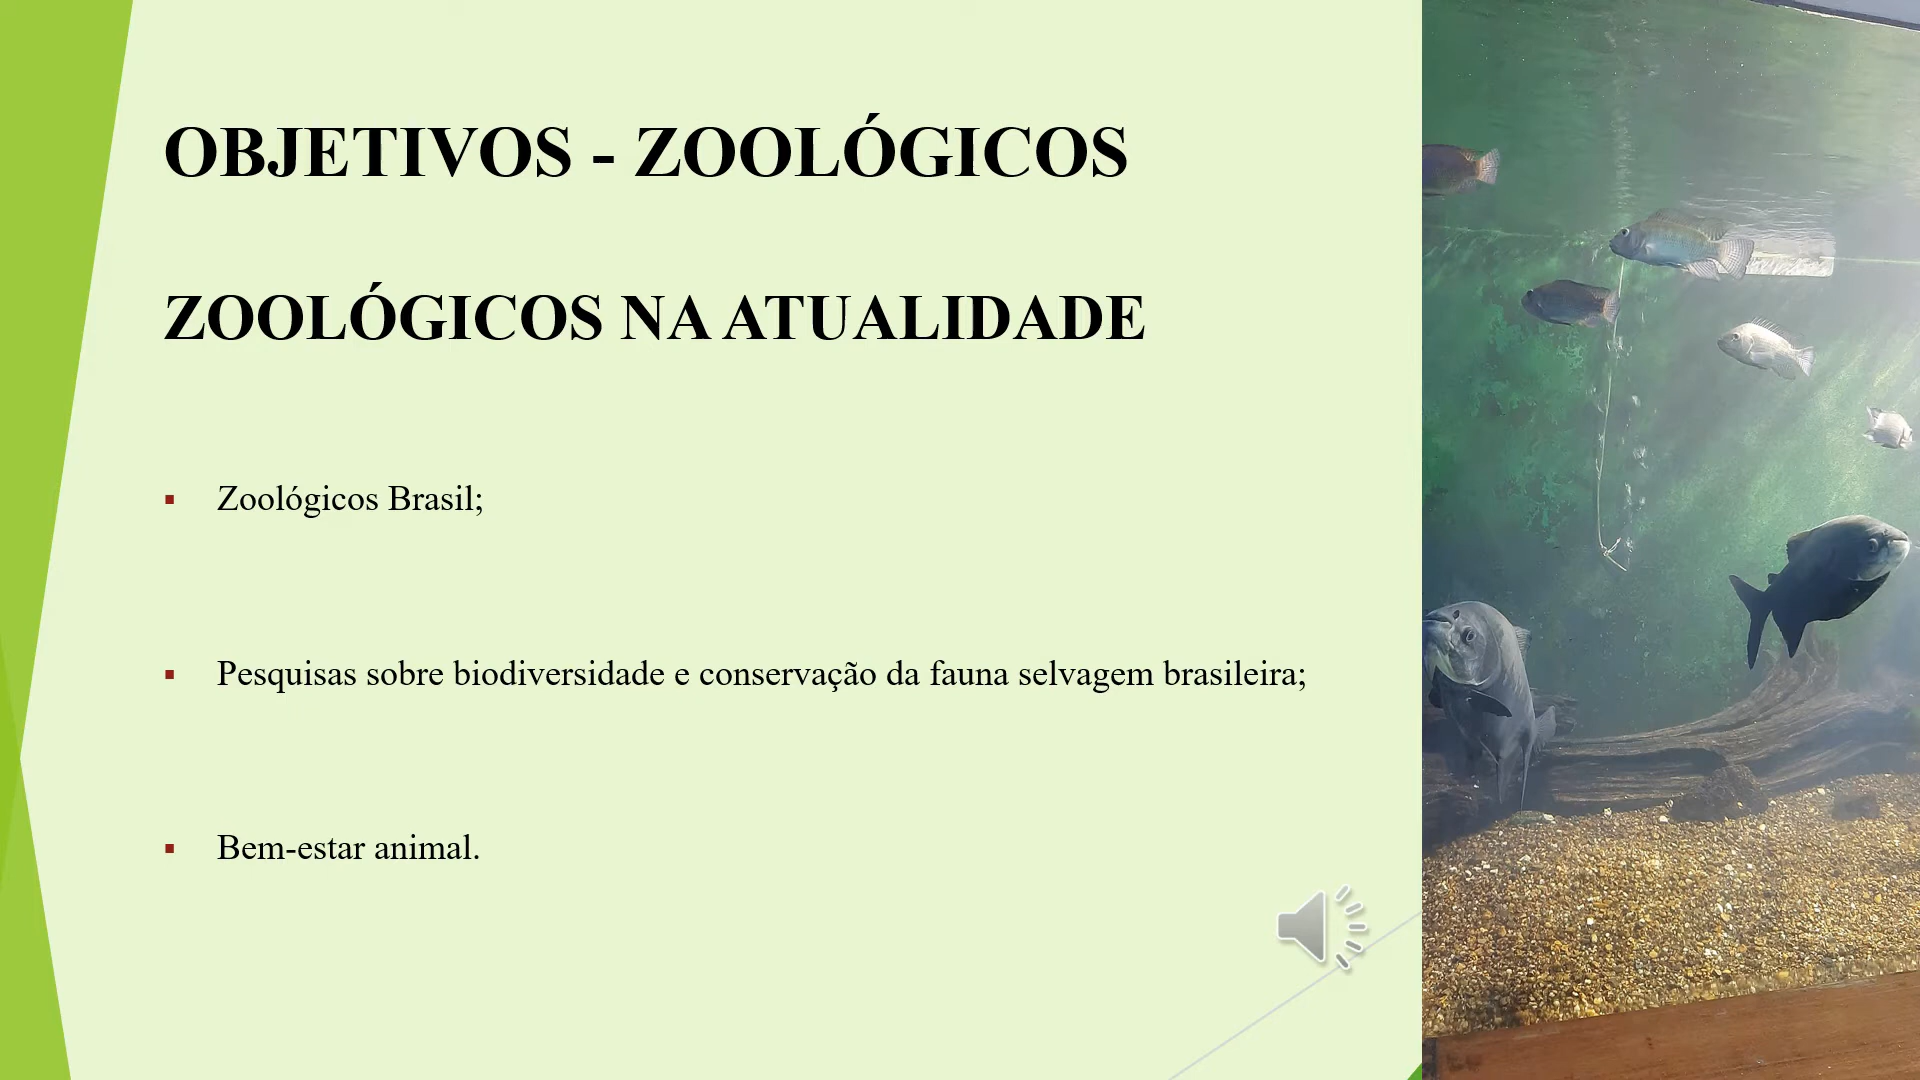 OBJETIVOS - ZOOLÓGICOS
ZOOLÓGICOS NA ATUALIDADE
Zoológicos Brasil;
Pesquisas sobre biodiversidade e conservação da fauna selvagem brasileira;
Bem-estar animal.